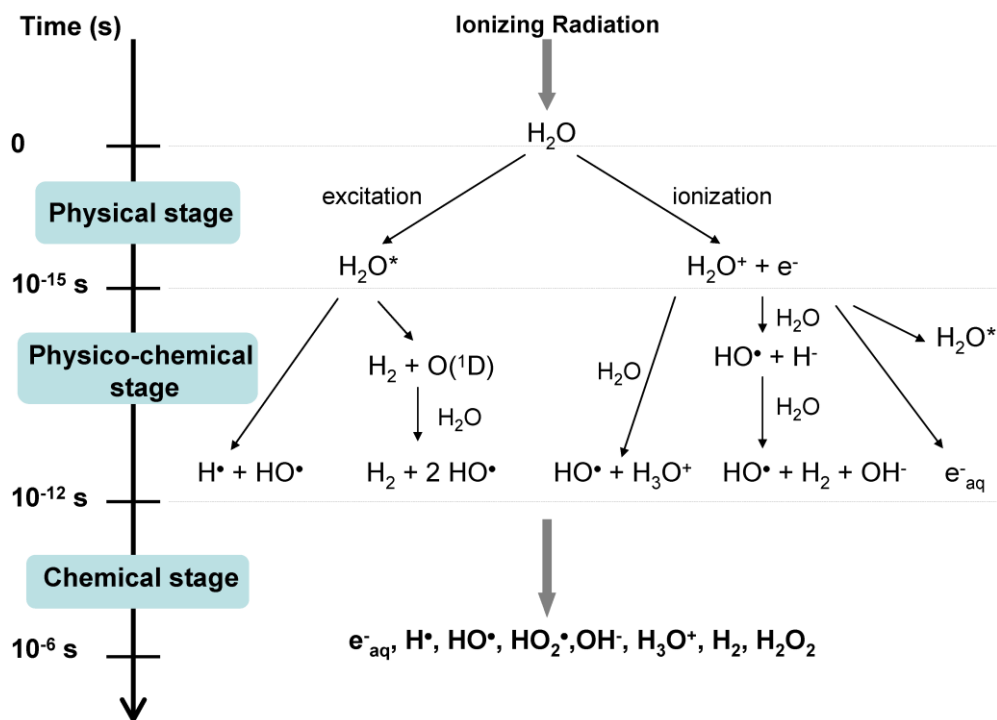 Time (s)
Ionizing Radiation
0
H₂O
excitation
ionization
Physical stage
H₂O*
H₂O⁺ + e⁻
10⁻¹⁵ s
H₂O
H₂O*
Physico-chemical
stage
H₂ + O(¹D)
H₂O
HO• + H⁻
H₂O
H₂O
H• + HO•
H₂ + 2 HO•
HO• + H₃O⁺
HO• + H₂ + OH⁻
e⁻aq
10⁻¹² s
Chemical stage
10⁻⁶ s
e⁻aq, H•, HO•, HO₂•,OH⁻, H₃O⁺, H₂, H₂O₂